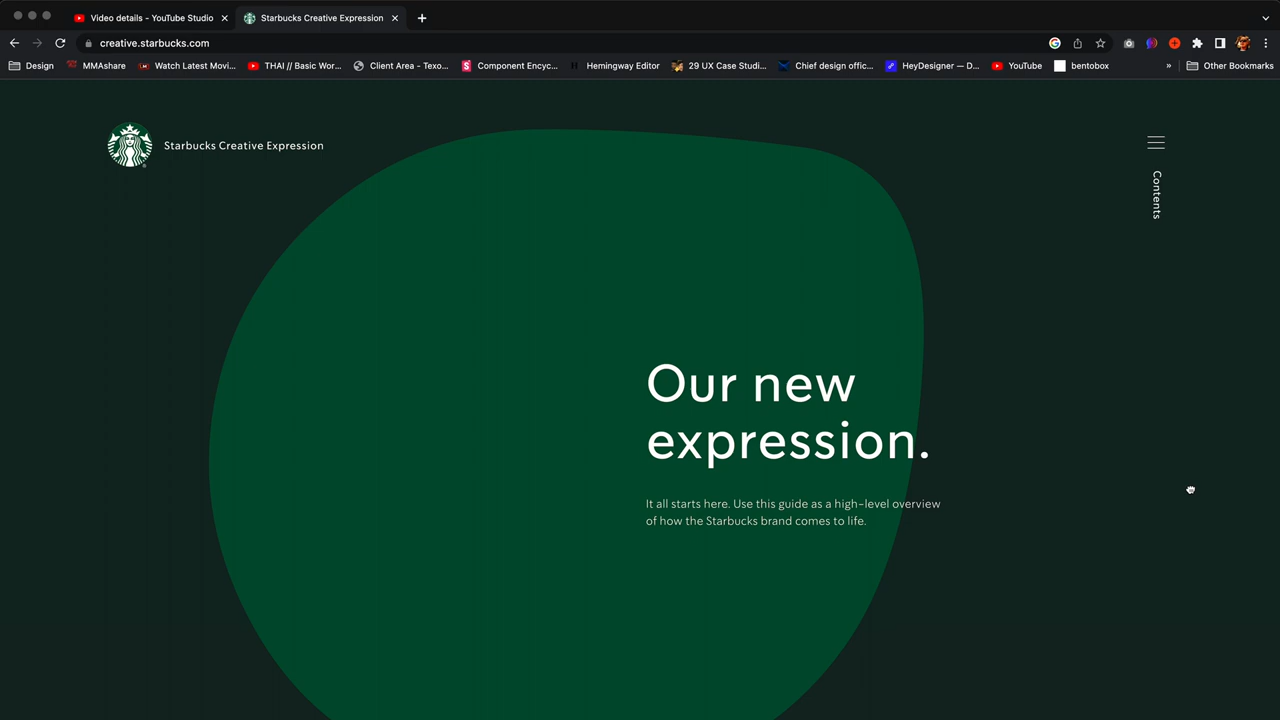 Video details - YouTube Studio
Starbucks Creative Expression
creative.starbucks.com
Design
MMAshare
Watch Latest Movi...
THAI // Basic Wor...
Client Area - Texo...
Component Encyc...
Hemingway Editor
29 UX Case Studi...
Chief design offic...
HeyDesigner — D...
YouTube
bentobox
»
Other Bookmarks
Starbucks Creative Expression
Contents
Our new
expression.
It all starts here. Use this guide as a high-level overview
of how the Starbucks brand comes to life.